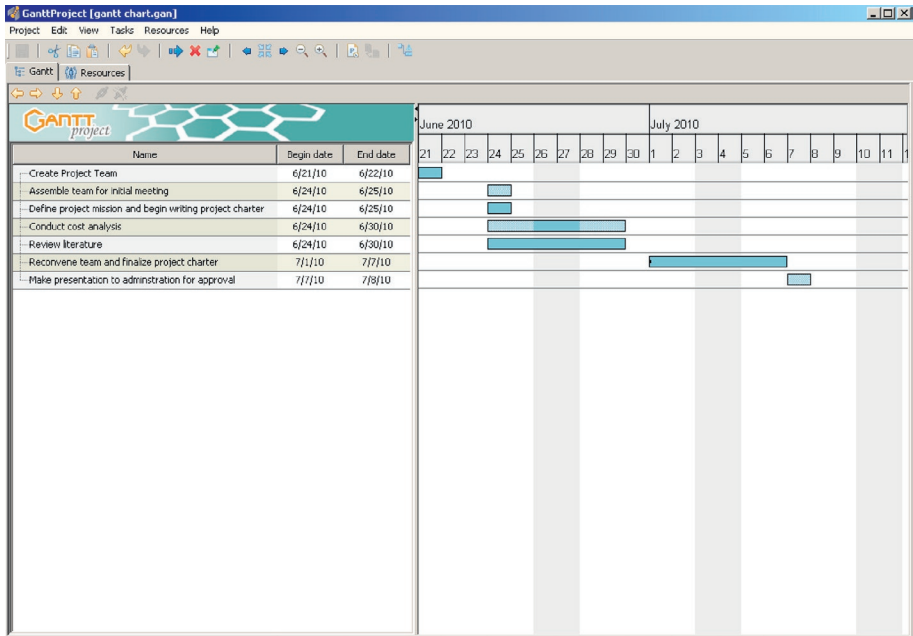 GanttProject [gantt chart.gan]
Project Edit View Tasks Resources Help
Gantt Resources
GANTT project
June 2010 July 2010
Name Begin date End date 21 22 23 24 25 26 27 28 29 30 1 2 3 4 5 6 7 8 9 10 11 1
Create Project Team 6/21/10 6/22/10
Assemble team for initial meeting 6/24/10 6/25/10
Define project mission and begin writing project charter 6/24/10 6/25/10
Conduct cost analysis 6/24/10 6/30/10
Review literature 6/24/10 6/30/10
Reconvene team and finalize project charter 7/1/10 7/7/10
Make presentation to adminstration for approval 7/7/10 7/8/10